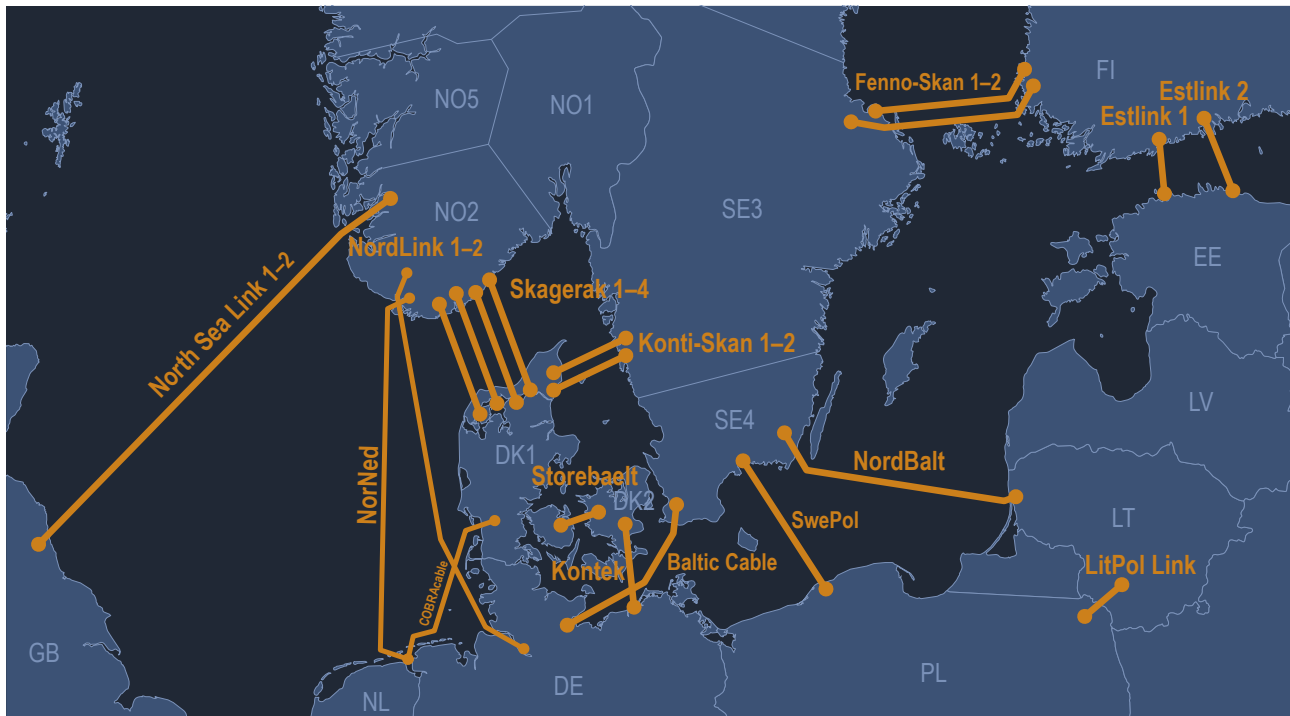 Fenno-Skan 1–2
FI
Estlink 2
Estlink 1
NO5
NO1
NO2
SE3
NordLink 1–2
EE
North Sea Link 1–2
Skagerak 1–4
Konti-Skan 1–2
LV
SE4
DK1
NordBalt
Storebaelt
DK2
NorNed
SwePol
LT
Kontek
Baltic Cable
LitPol Link
COBRAcable
GB
DE
PL
NL